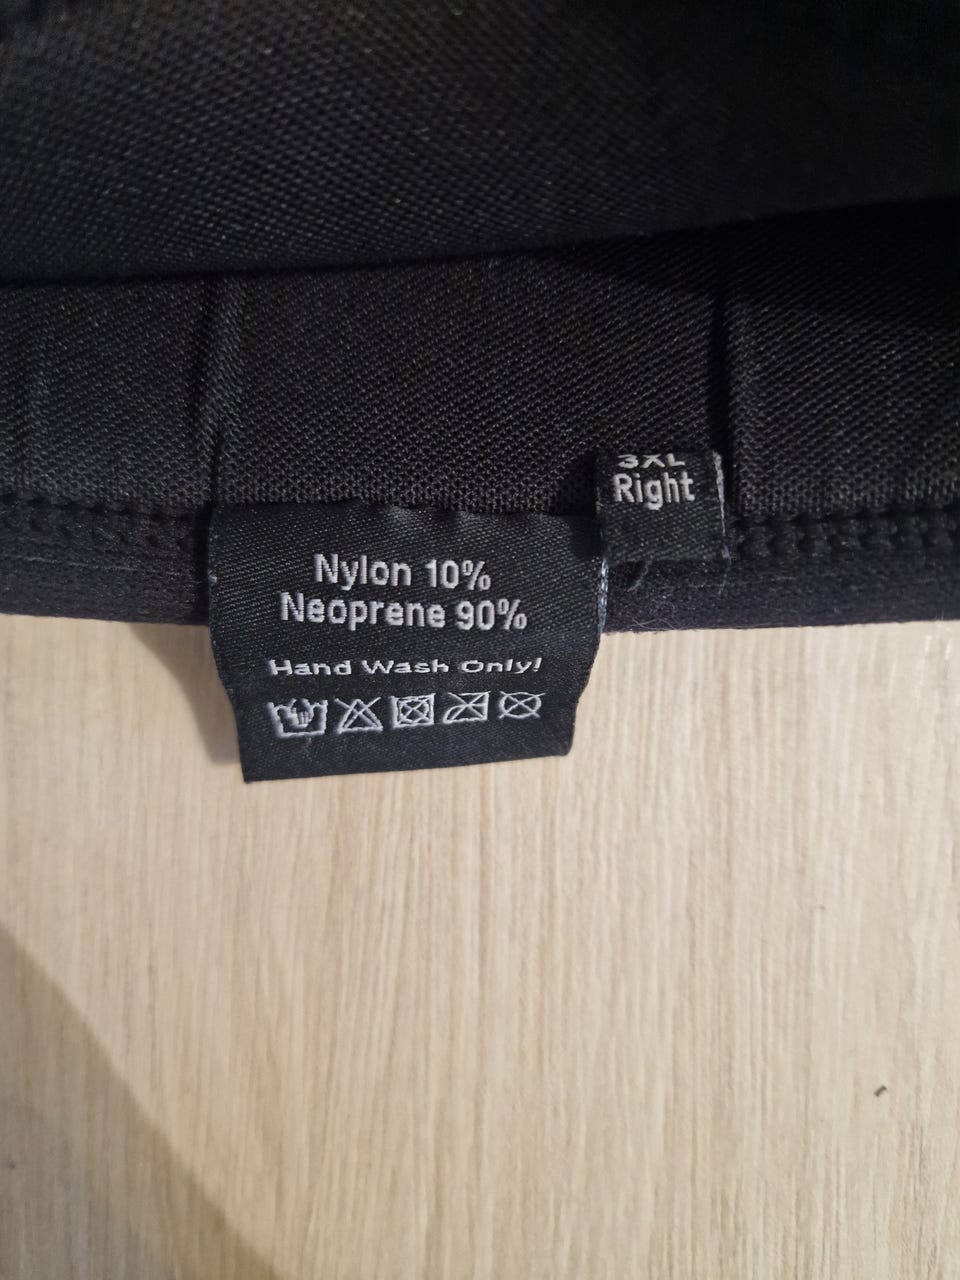 3XL
Right
Nylon 10%
Neoprene 90%
Hand Wash Only!